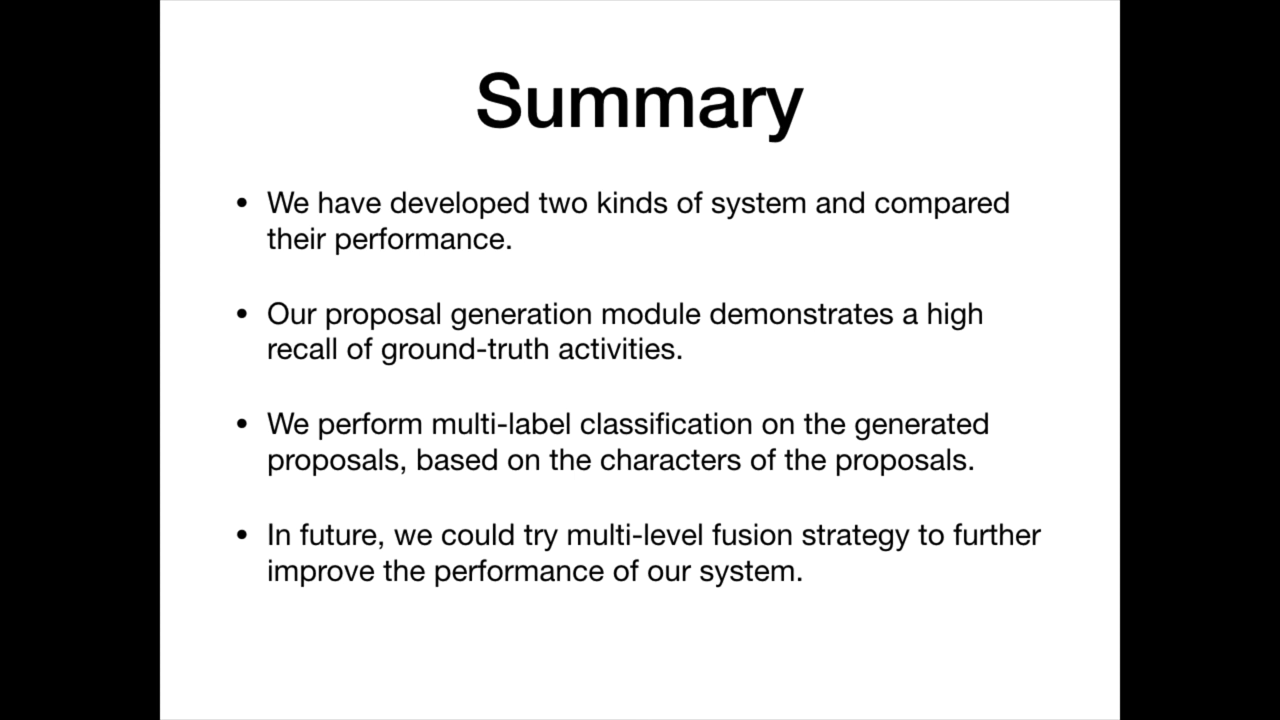 Summary
• We have developed two kinds of system and compared
their performance.
• Our proposal generation module demonstrates a high
recall of ground-truth activities.
• We perform multi-label classification on the generated
proposals, based on the characters of the proposals.
• In future, we could try multi-level fusion strategy to further
improve the performance of our system.